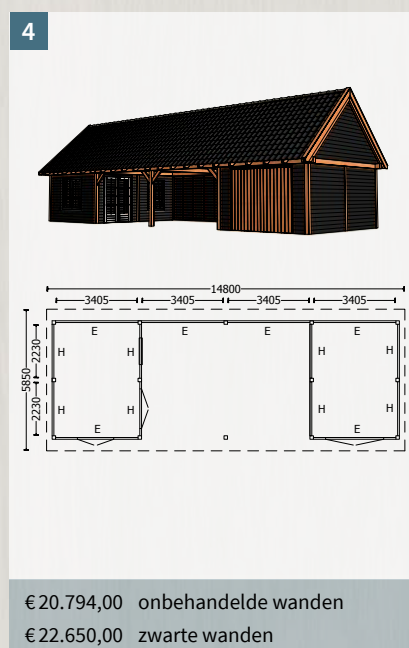 4
14800
3405 3405 3405 3405
E E E E
H H H
2230
5850
H H H H
2230
E E
€ 20.794,00 onbehandelde wanden
€ 22.650,00 zwarte wanden